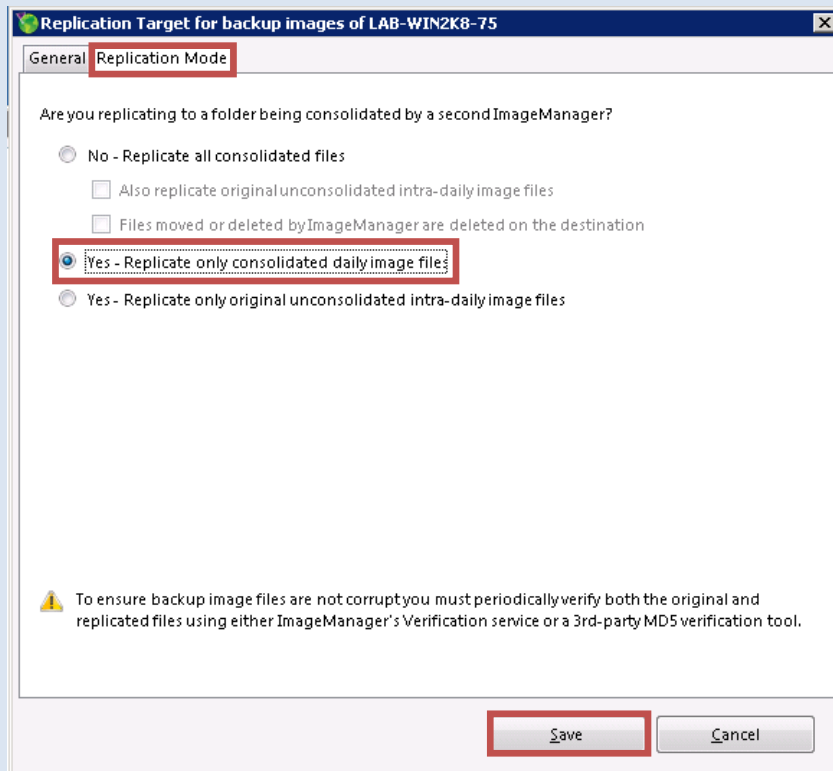 Replication Target for backup images of LAB-WIN2K8-75
General Replication Mode
Are you replicating to a folder being consolidated by a second ImageManager?
No - Replicate all consolidated files
Also replicate original unconsolidated intra-daily image files
Files moved or deleted by ImageManager are deleted on the destination
Yes - Replicate only consolidated daily image files
Yes - Replicate only original unconsolidated intra-daily image files
To ensure backup image files are not corrupt you must periodically verify both the original and
replicated files using either ImageManager's Verification service or a 3rd-party MD5 verification tool.
Save Cancel